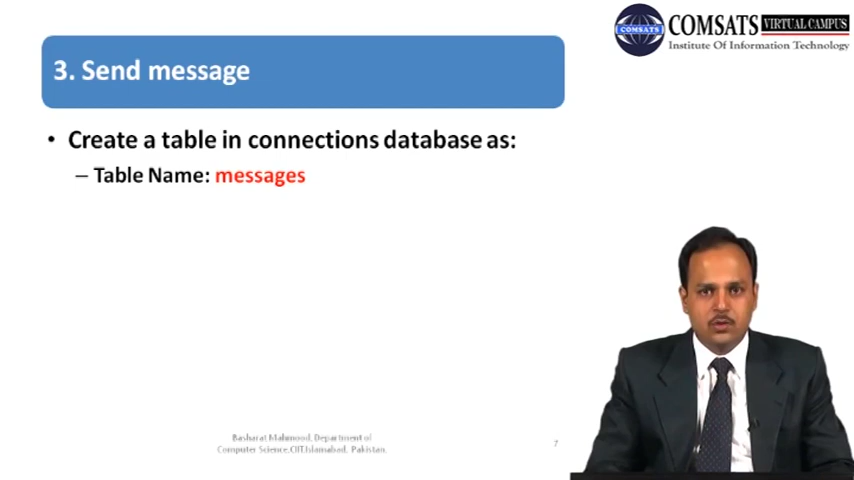 COMSATS VIRTUAL CAMPUS
COMSATS
Institute Of Information Technology
3. Send message
• Create a table in connections database as:
– Table Name: messages
Basharat Mahmood, Department of
Computer Science,CIIT,Islamabad, Pakistan.
7